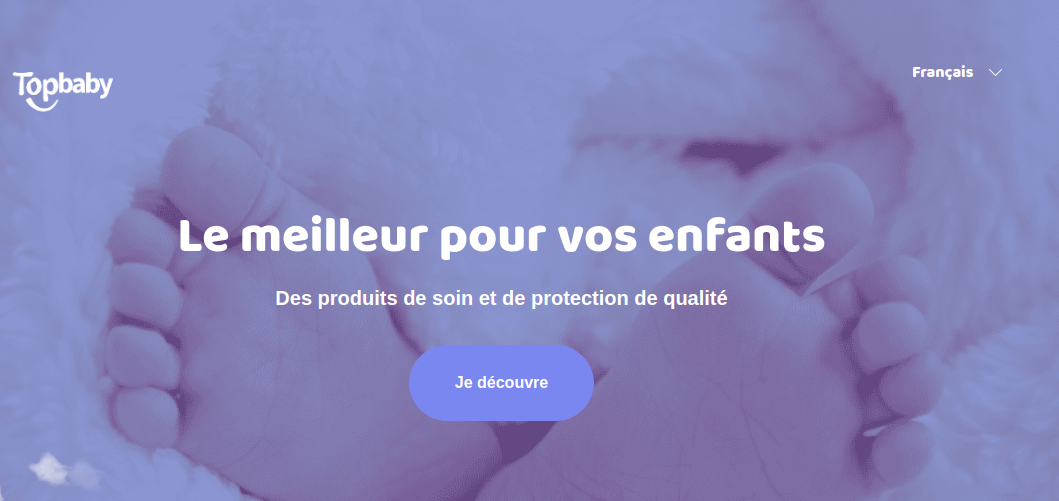 Topbaby
Français
Le meilleur pour vos enfants
Des produits de soin et de protection de qualité
Je découvre